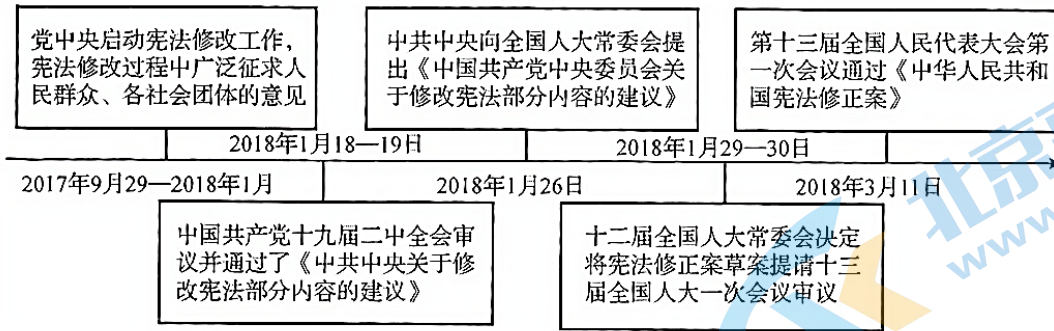 党中央启动宪法修改工作,
宪法修改过程中广泛征求人
民群众、各社会团体的意见
中共中央向全国人大常委会提
出《中国共产党中央委员会关
于修改宪法部分内容的建议》
第十三届全国人民代表大会第
一次会议通过《中华人民共和
国宪法修正案》
2018年1月18—19日
2018年1月29—30日
2017年9月29—2018年1月
2018年1月26日
2018年3月11日
中国共产党十九届二中全会审
议并通过了《中共中央关于修
改宪法部分内容的建议》
十二届全国人大常委会决定
将宪法修正案草案提请十三
届全国人大一次会议审议
北京
www